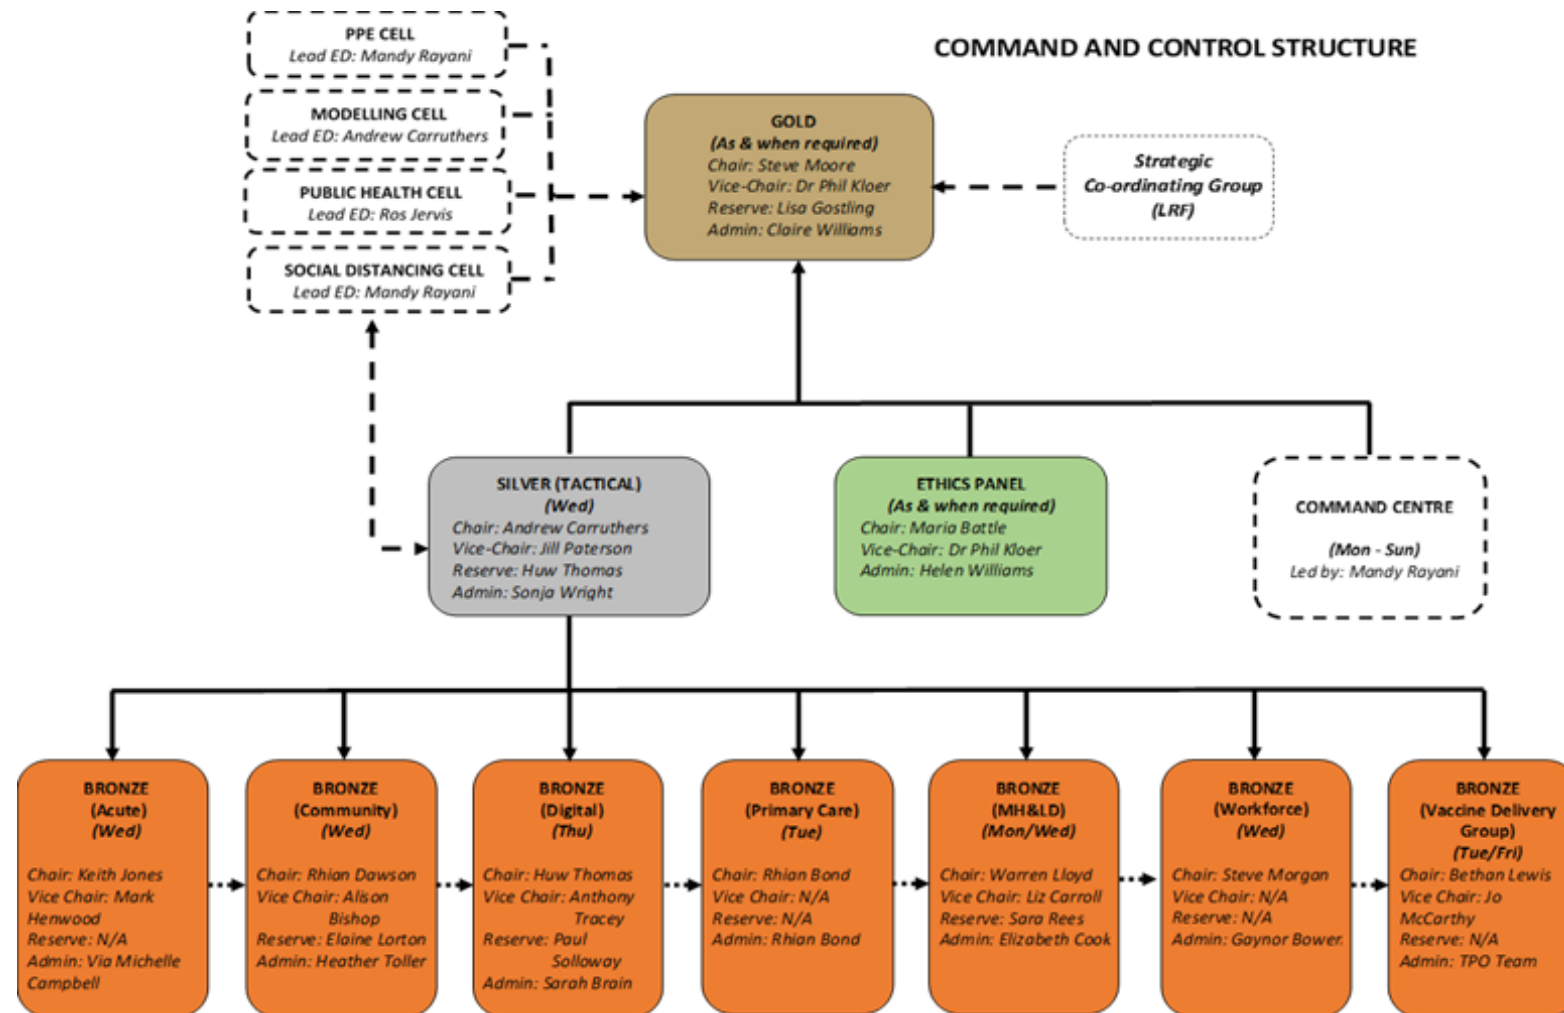 COMMAND AND CONTROL STRUCTURE
PPE CELL
Lead ED: Mandy Rayani
MODELLING CELL
Lead ED: Andrew Carruthers
PUBLIC HEALTH CELL
Lead ED: Ros Jervis
SOCIAL DISTANCING CELL
Lead ED: Mandy Rayani
GOLD
(As & when required)
Chair: Steve Moore
Vice-Chair: Dr Phil Kloer
Reserve: Lisa Gostling
Admin: Claire Williams
Strategic
Co-ordinating Group
(LRF)
SILVER (TACTICAL)
(Wed)
Chair: Andrew Carruthers
Vice-Chair: Jill Paterson
Reserve: Huw Thomas
Admin: Sonja Wright
ETHICS PANEL
(As & when required)
Chair: Maria Battle
Vice-Chair: Dr Phil Kloer
Admin: Helen Williams
COMMAND CENTRE
(Mon - Sun)
Led by: Mandy Rayani
BRONZE
(Acute)
(Wed)
Chair: Keith Jones
Vice Chair: Mark
Henwood
Reserve: N/A
Admin: Via Michelle
Campbell
BRONZE
(Community)
(Wed)
Chair: Rhian Dawson
Vice Chair: Alison
Bishop
Reserve: Elaine Lorton
Admin: Heather Toller
BRONZE
(Digital)
(Thu)
Chair: Huw Thomas
Vice Chair: Anthony
Tracey
Reserve: Paul
Solloway
Admin: Sarah Brain
BRONZE
(Primary Care)
(Tue)
Chair: Rhian Bond
Vice Chair: N/A
Reserve: N/A
Admin: Rhian Bond
BRONZE
(MH&LD)
(Mon/Wed)
Chair: Warren Lloyd
Vice Chair: Liz Carroll
Reserve: Sara Rees
Admin: Elizabeth Cook
BRONZE
(Workforce)
(Wed)
Chair: Steve Morgan
Vice Chair: N/A
Reserve: N/A
Admin: Gaynor Bower.
BRONZE
(Vaccine Delivery
Group)
(Tue/Fri)
Chair: Bethan Lewis
Vice Chair: Jo
McCarthy
Reserve: N/A
Admin: TPO Team